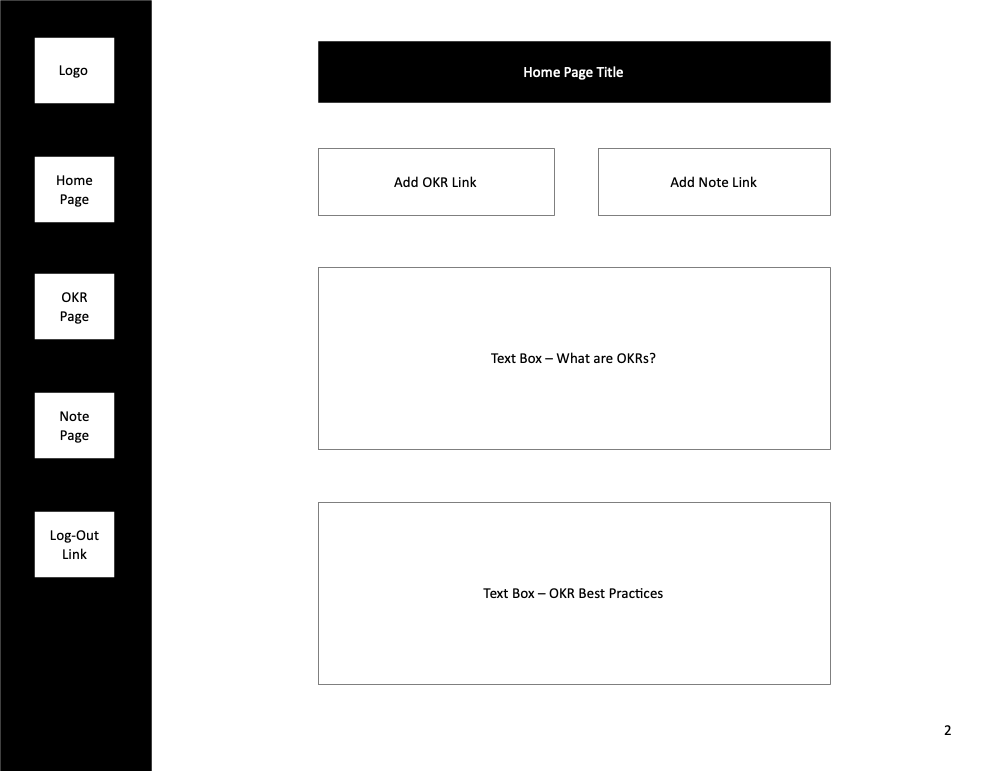 Logo
Home
Page
OKR
Page
Note
Page
Log-Out
Link
Home Page Title
Add OKR Link
Add Note Link
Text Box – What are OKRs?
Text Box – OKR Best Practices
2